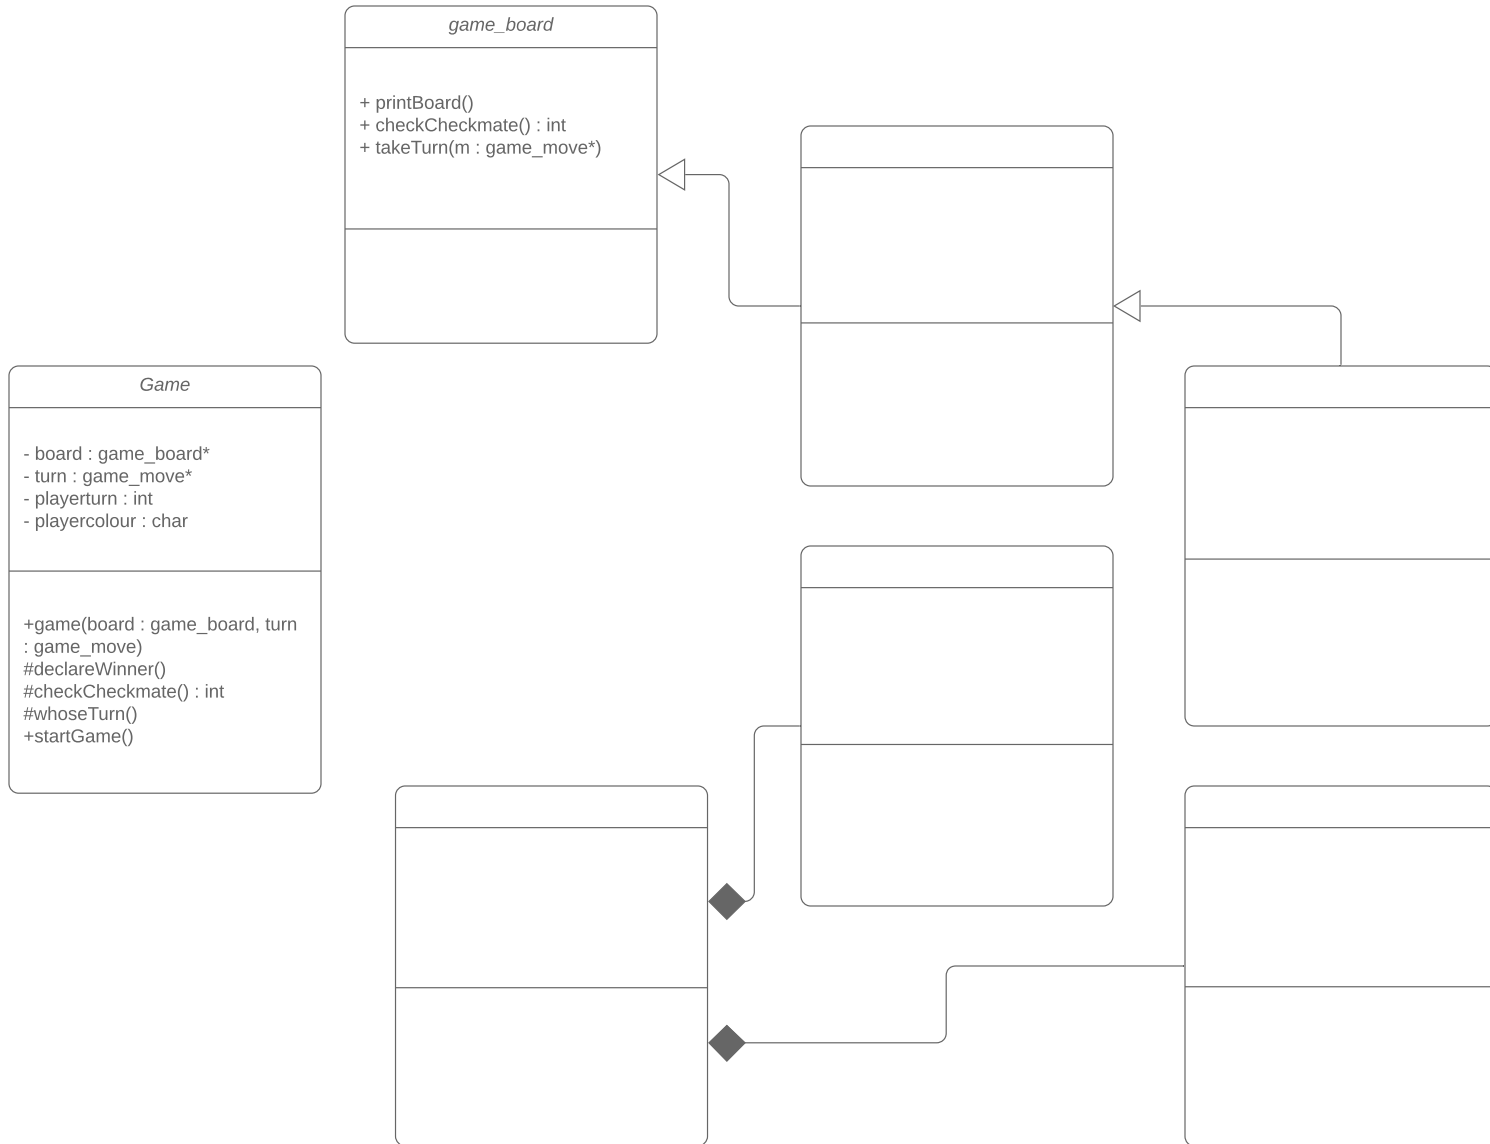 game_board
+ printBoard()
+ checkCheckmate() : int
+ takeTurn(m : game_move*)
Game
- board : game_board*
- turn : game_move*
- playerturn : int
- playercolour : char
+game(board : game_board, turn
: game_move)
#declareWinner()
#checkCheckmate() : int
#whoseTurn()
+startGame()